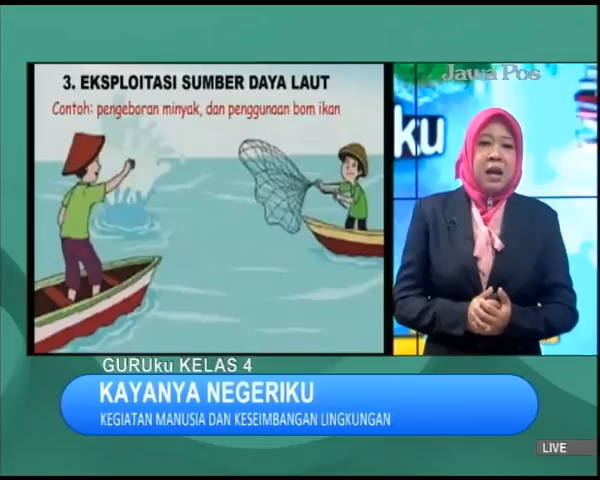 Jawa Pos
3. EKSPLOITASI SUMBER DAYA LAUT
Contoh: pengeboran minyak, dan penggunaan bom ikan
ku
GURUku KELAS 4
KAYANYA NEGERIKU
KEGIATAN MANUSIA DAN KESEIMBANGAN LINGKUNGAN
LIVE